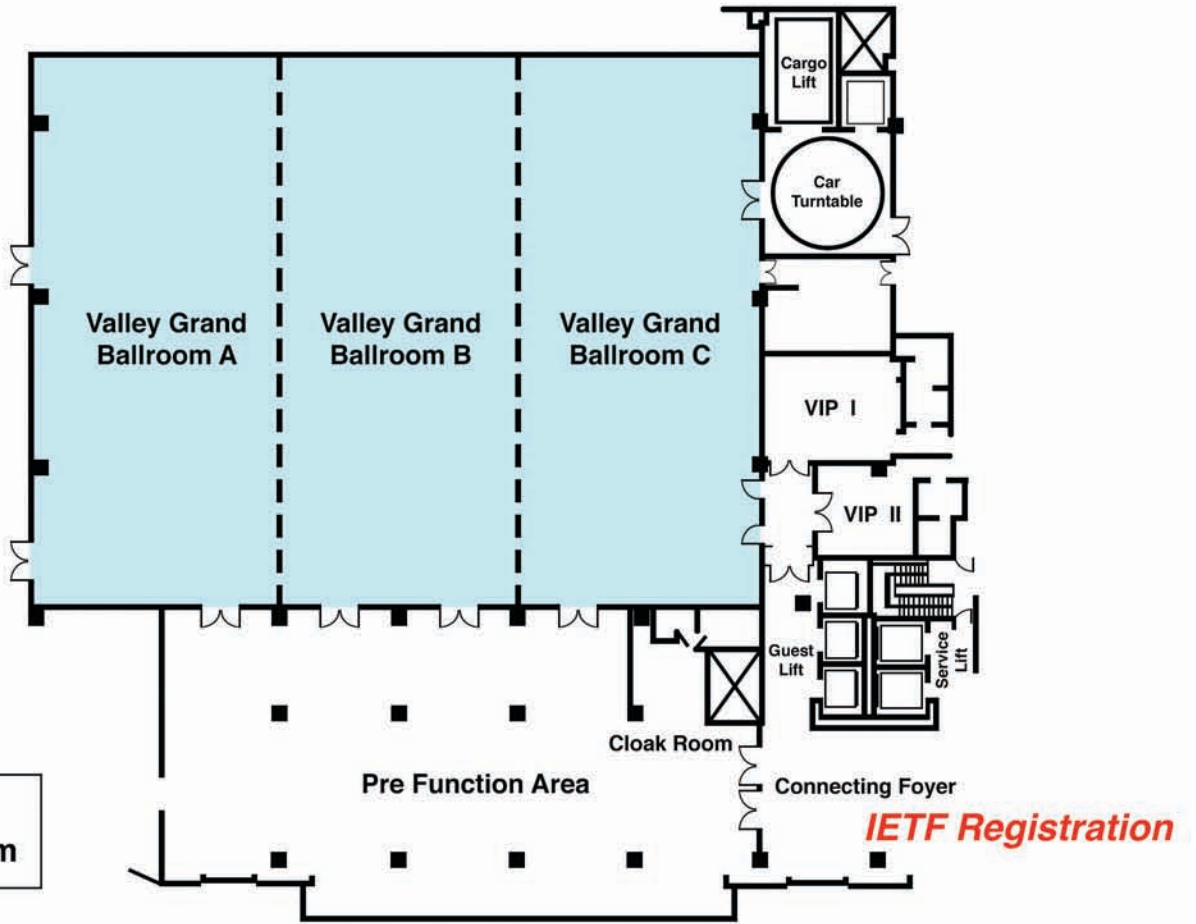 Cargo
Lift
Car
Turntable
Valley Grand
Ballroom A
Valley Grand
Ballroom B
Valley Grand
Ballroom C
VIP I
VIP II
Guest
Lift
Service
Lift
Cloak Room
Pre Function Area
Connecting Foyer
IETF Registration